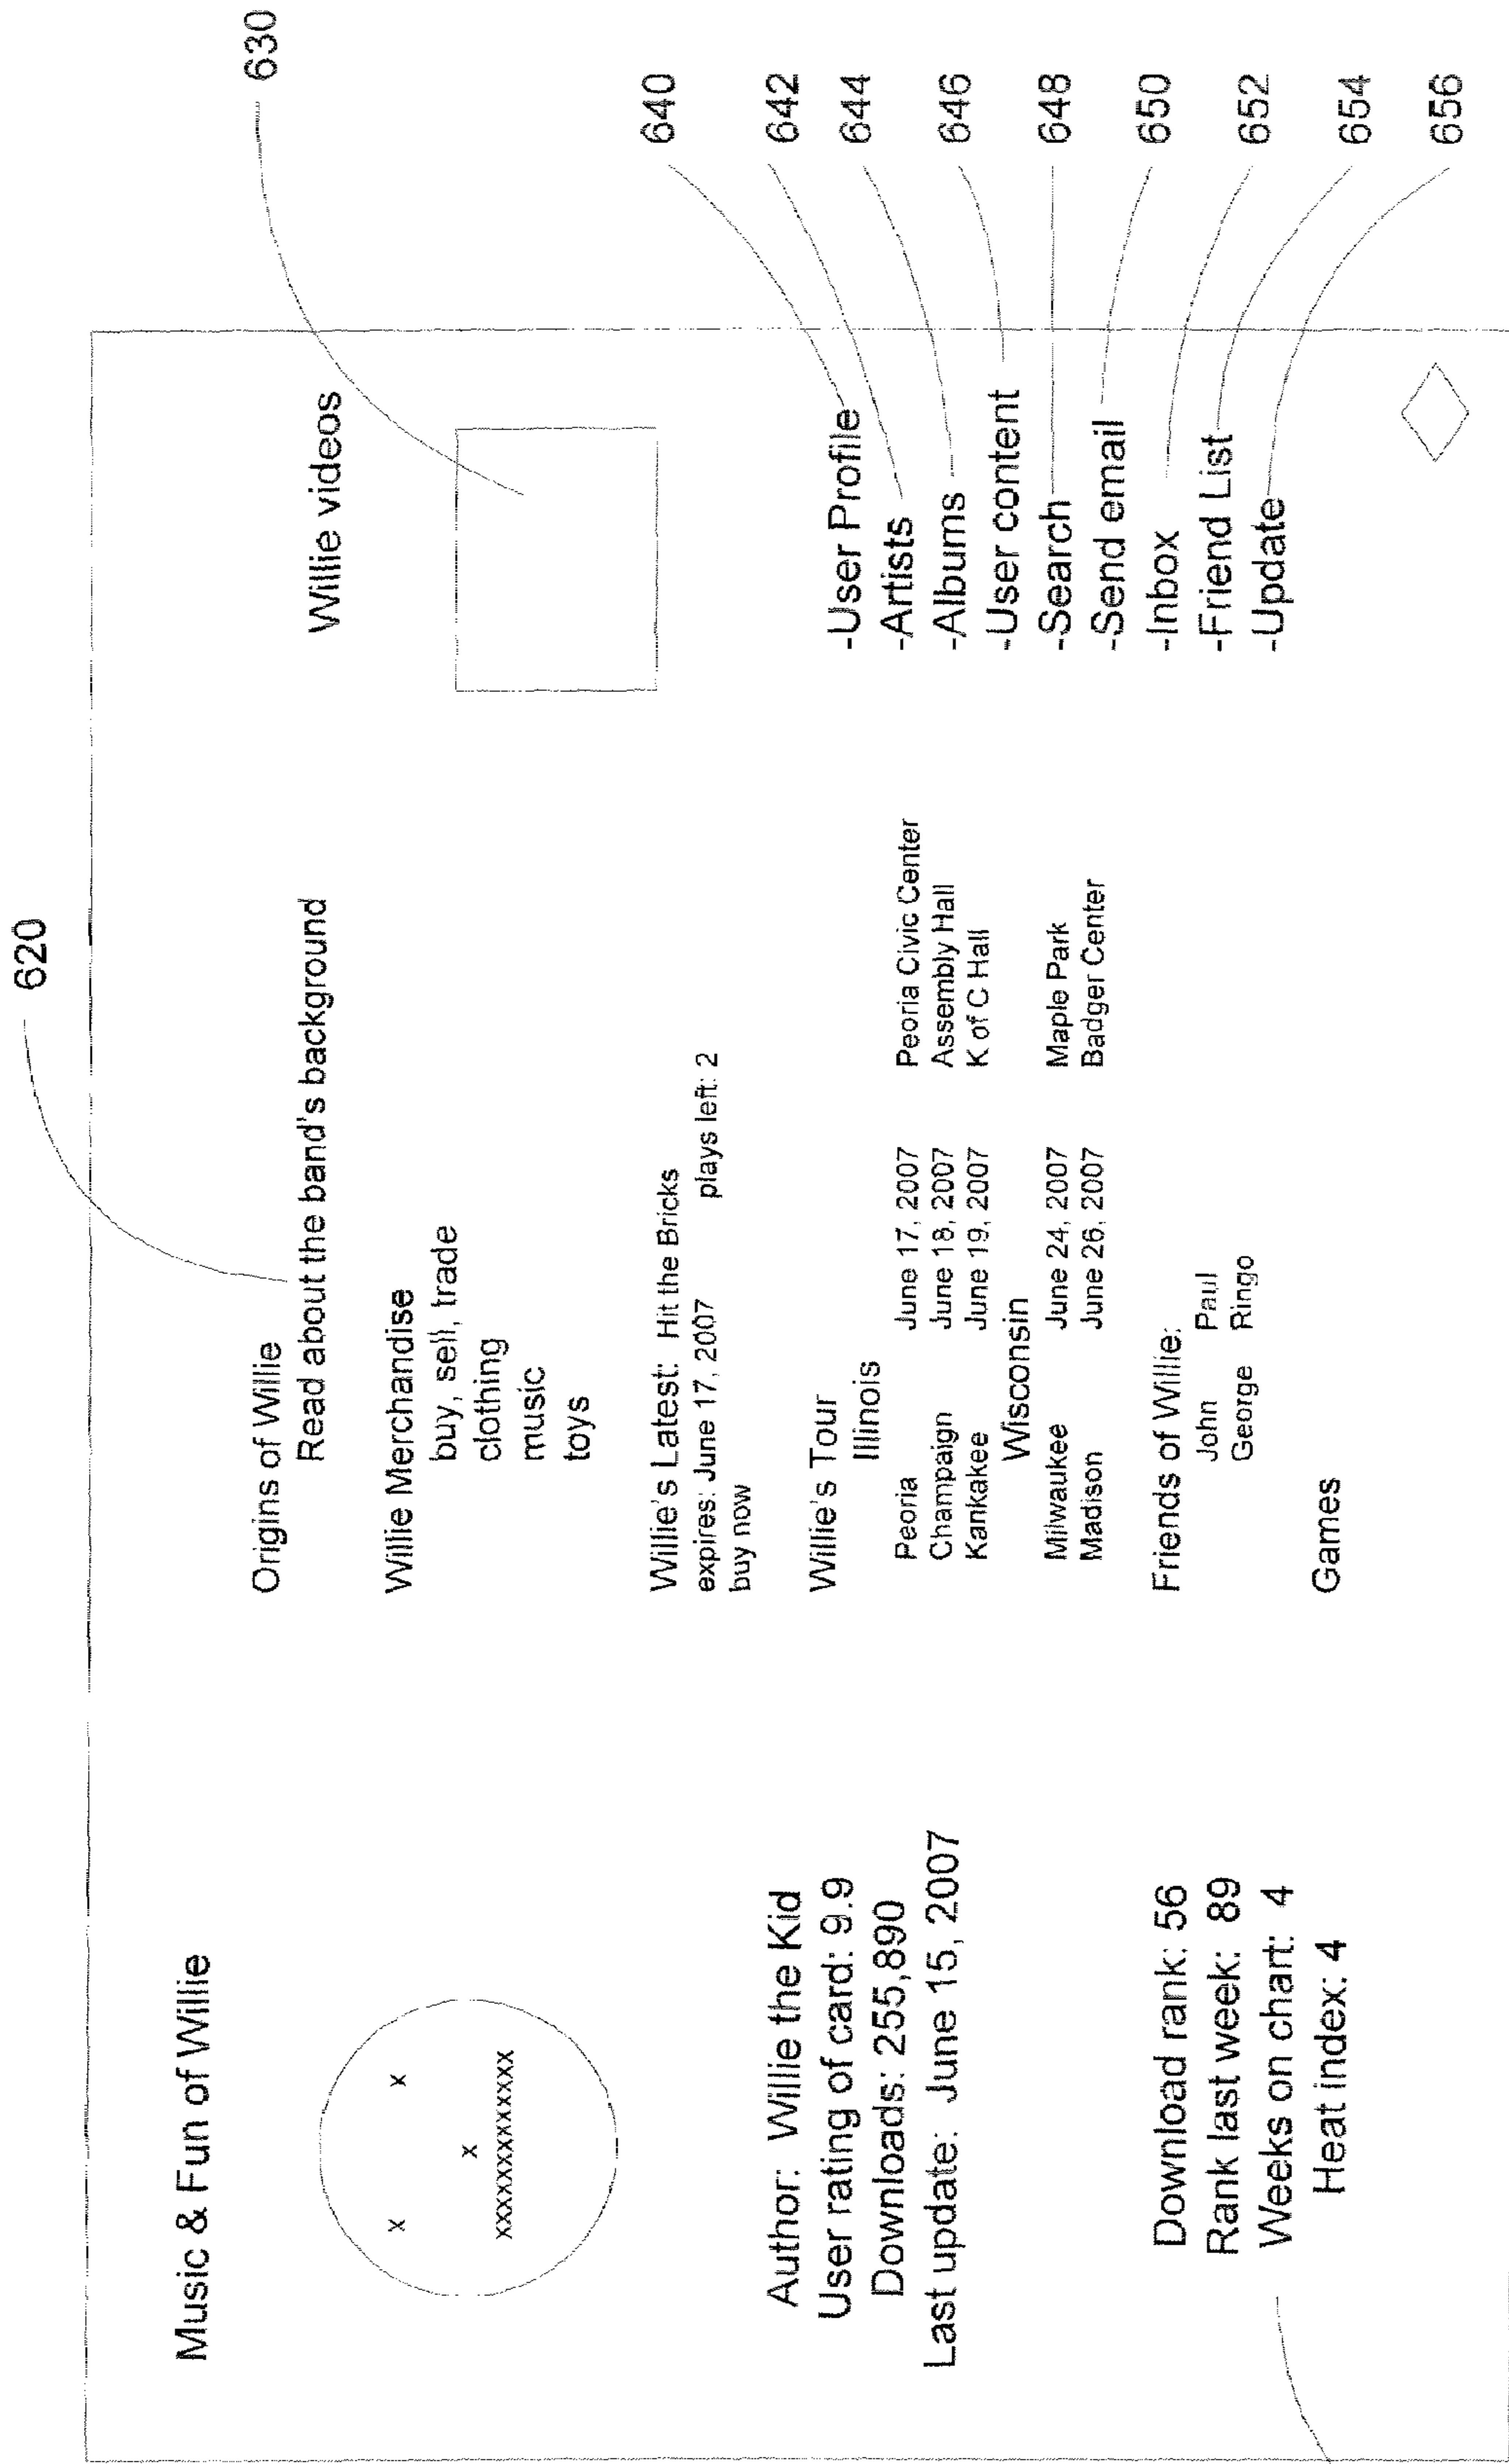 620
630
Music & Fun of Willie
x x
x
xxxxxxxxxxxxx
Author: Willie the Kid
User rating of card: 9.9
Downloads: 255,890
Last update: June 15, 2007
Download rank: 56
Rank last week: 89
Weeks on chart: 4
Heat index: 4
Origins of Willie
Read about the band's background
Willie Merchandise
buy, sell, trade
clothing
music
toys
Willie's Latest: Hit the Bricks
expires: June 17, 2007 plays left: 2
buy now
Willie's Tour
Illinois
Peoria June 17, 2007 Peoria Civic Center
Champaign June 18, 2007 Assembly Hall
Kankakee June 19, 2007 K of C Hall
Wisconsin
Milwaukee June 24, 2007 Maple Park
Madison June 26, 2007 Badger Center
Friends of Willie:
John Paul
George Ringo
Games
Willie videos
-User Profile 640
-Artists 642
-Albums 644
-User content 646
-Search 648
-Send email 650
-Inbox 652
-Friend List 654
-Update 656